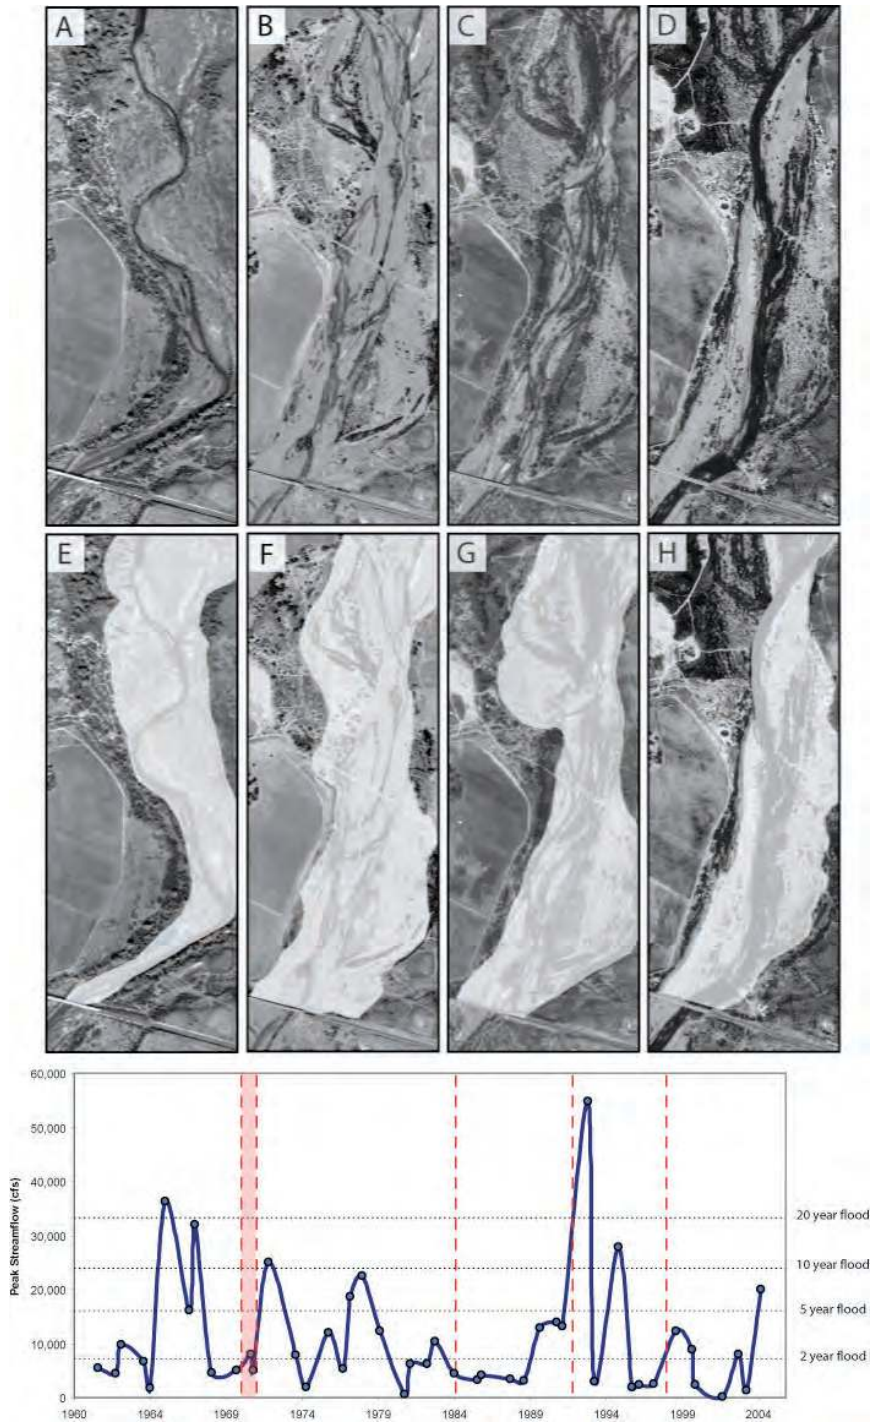 A
B
C
D
E
F
G
H
60,000
50,000
40,000
30,000
20,000
10,000
0
Peak Streamflow (cfs)
20 year flood
10 year flood
5 year flood
2 year flood
1960 1964 1969 1974 1979 1984 1989 1994 1999 2004